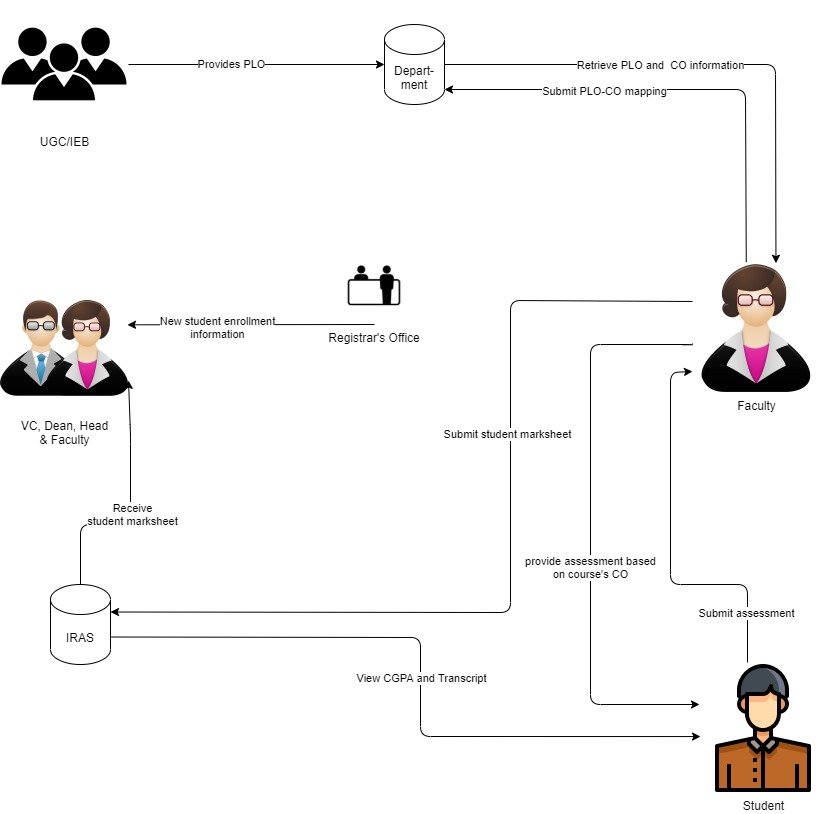 Provides PLO
Depart-
ment
Retrieve PLO and  CO information
Submit PLO-CO mapping
UGC/IEB
New student enrollment
information
Registrar's Office
Faculty
VC, Dean, Head
& Faculty
Submit student marksheet
Receive
student marksheet
provide assessment based
on course's CO
Submit assessment
IRAS
View CGPA and Transcript
Student